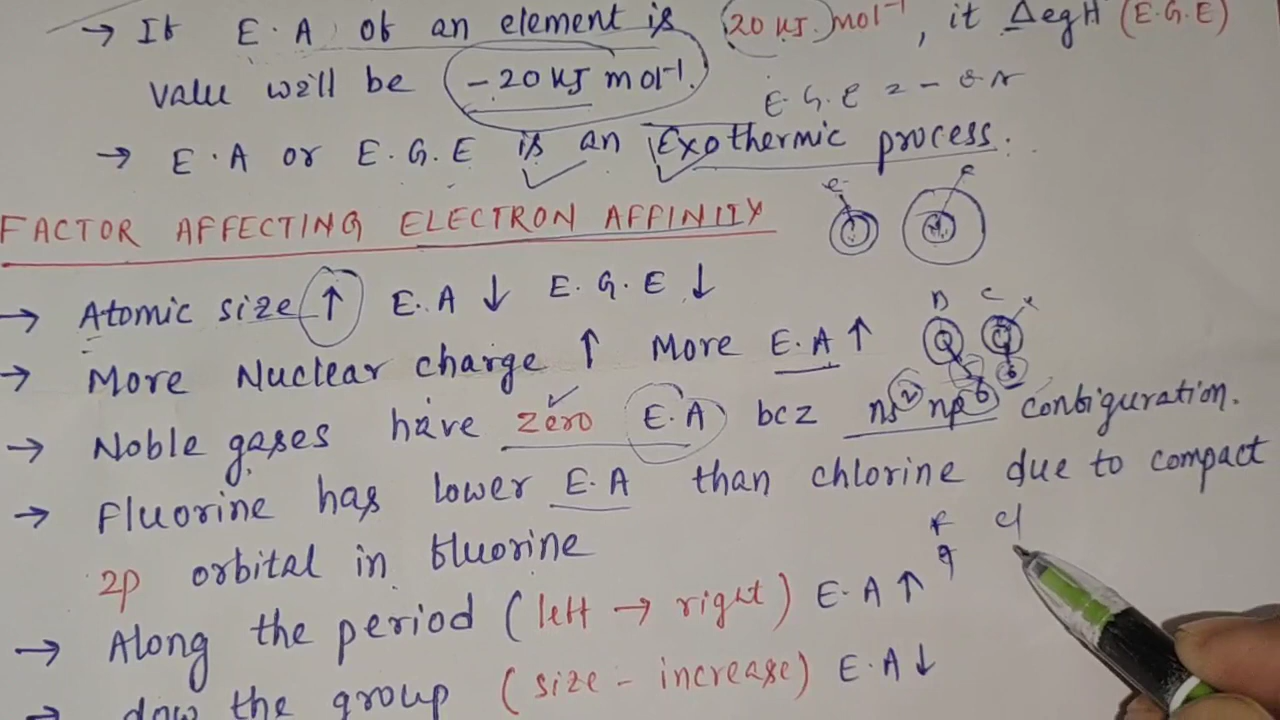 → If E.A of an element is 20 KJ mol⁻¹, it ΔegH (E.G.E)
value will be -20 KJ mol⁻¹.
E.G.E = -
→ E.A or E.G.E is an Exothermic process.
e⁻ e
FACTOR AFFECTING ELECTRON AFFINITY
→ Atomic size ↑ E.A ↓ E.G.E ↓
→ More Nuclear charge ↑ More E.A ↑
→ Noble gases have zero E.A bcz ns² np⁶ configuration.
→ Fluorine has lower E.A than chlorine due to compact
2p orbital in fluorine
F Cl
9
→ Along the period (left → right) E.A ↑
→ down the group (size - increase) E.A ↓